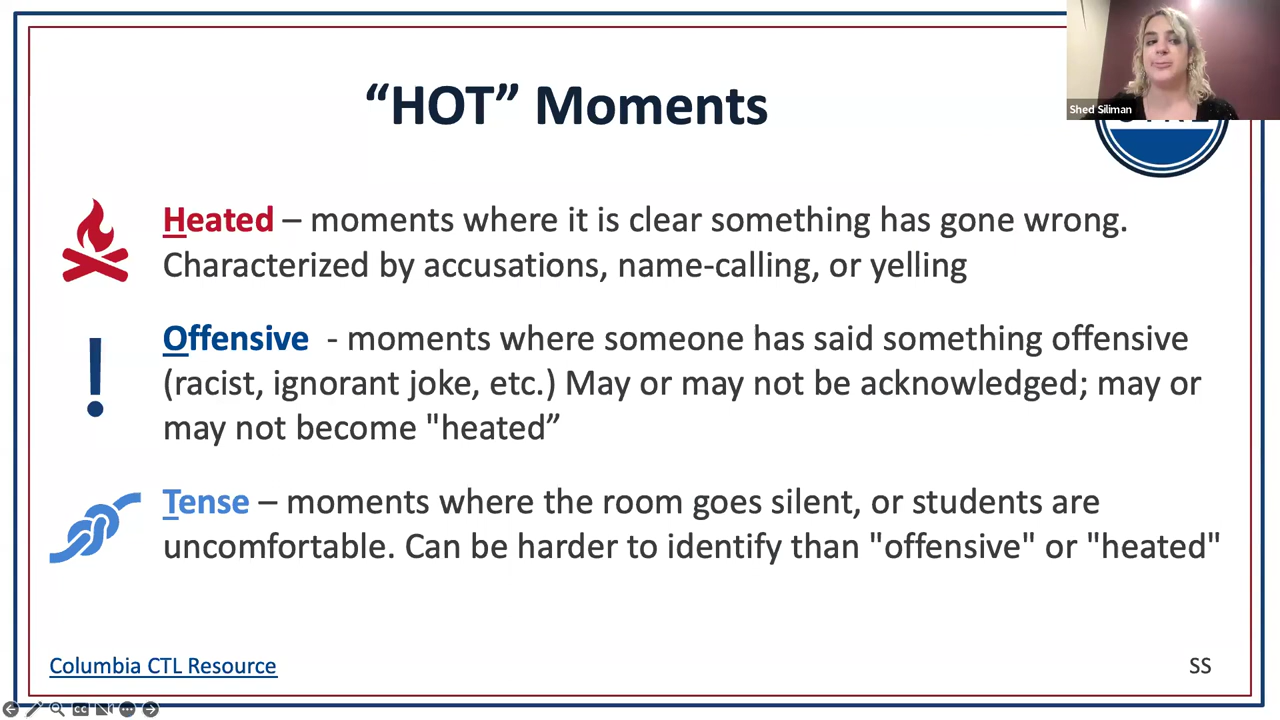 “HOT” Moments
Shed Siliman
Heated – moments where it is clear something has gone wrong.
Characterized by accusations, name-calling, or yelling
Offensive - moments where someone has said something offensive
(racist, ignorant joke, etc.) May or may not be acknowledged; may or
may not become "heated”
Tense – moments where the room goes silent, or students are
uncomfortable. Can be harder to identify than "offensive" or "heated"
Columbia CTL Resource
SS
CC